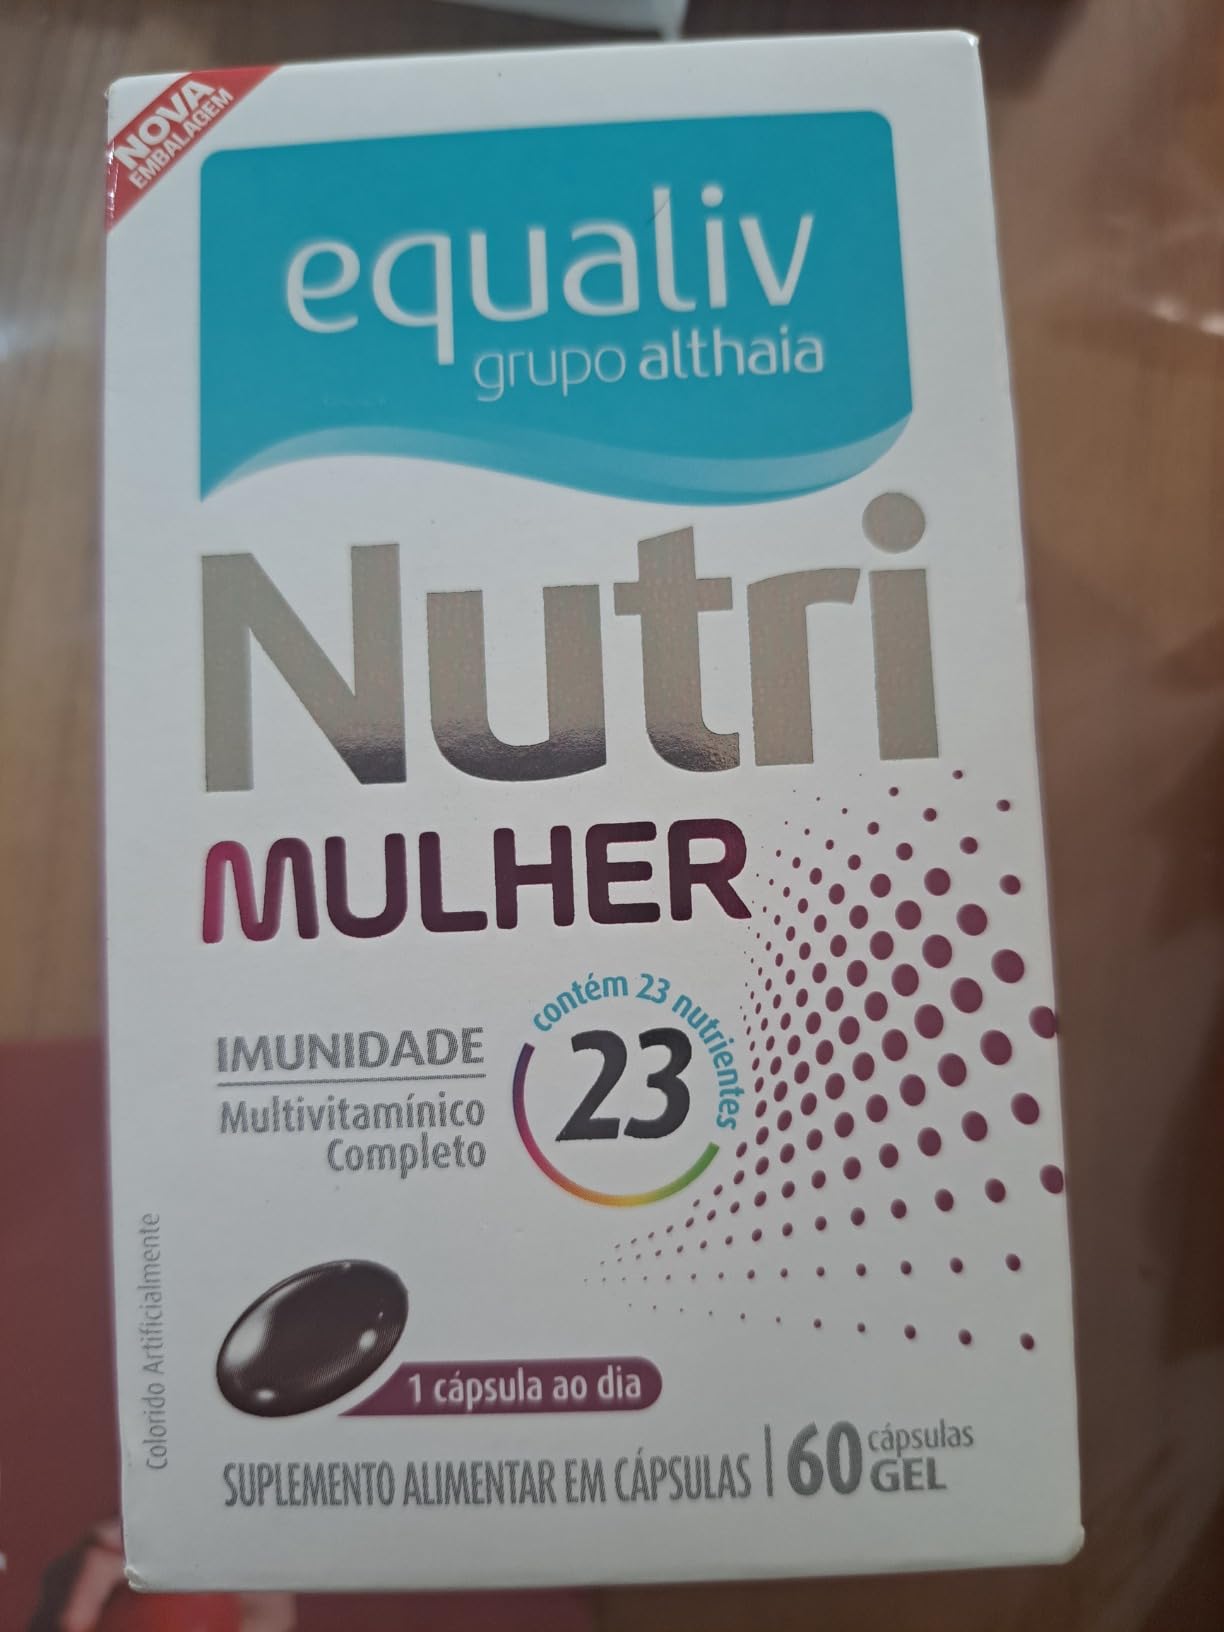 NOVA
EMBALAGEM
equaliv
grupo althaia
Nutri
MULHER
IMUNIDADE
Multivitamínico
Completo
contém 23 nutrientes
23
Colorido Artificialmente
1 cápsula ao dia
SUPLEMENTO ALIMENTAR EM CÁPSULAS | 60 cápsulas
GEL